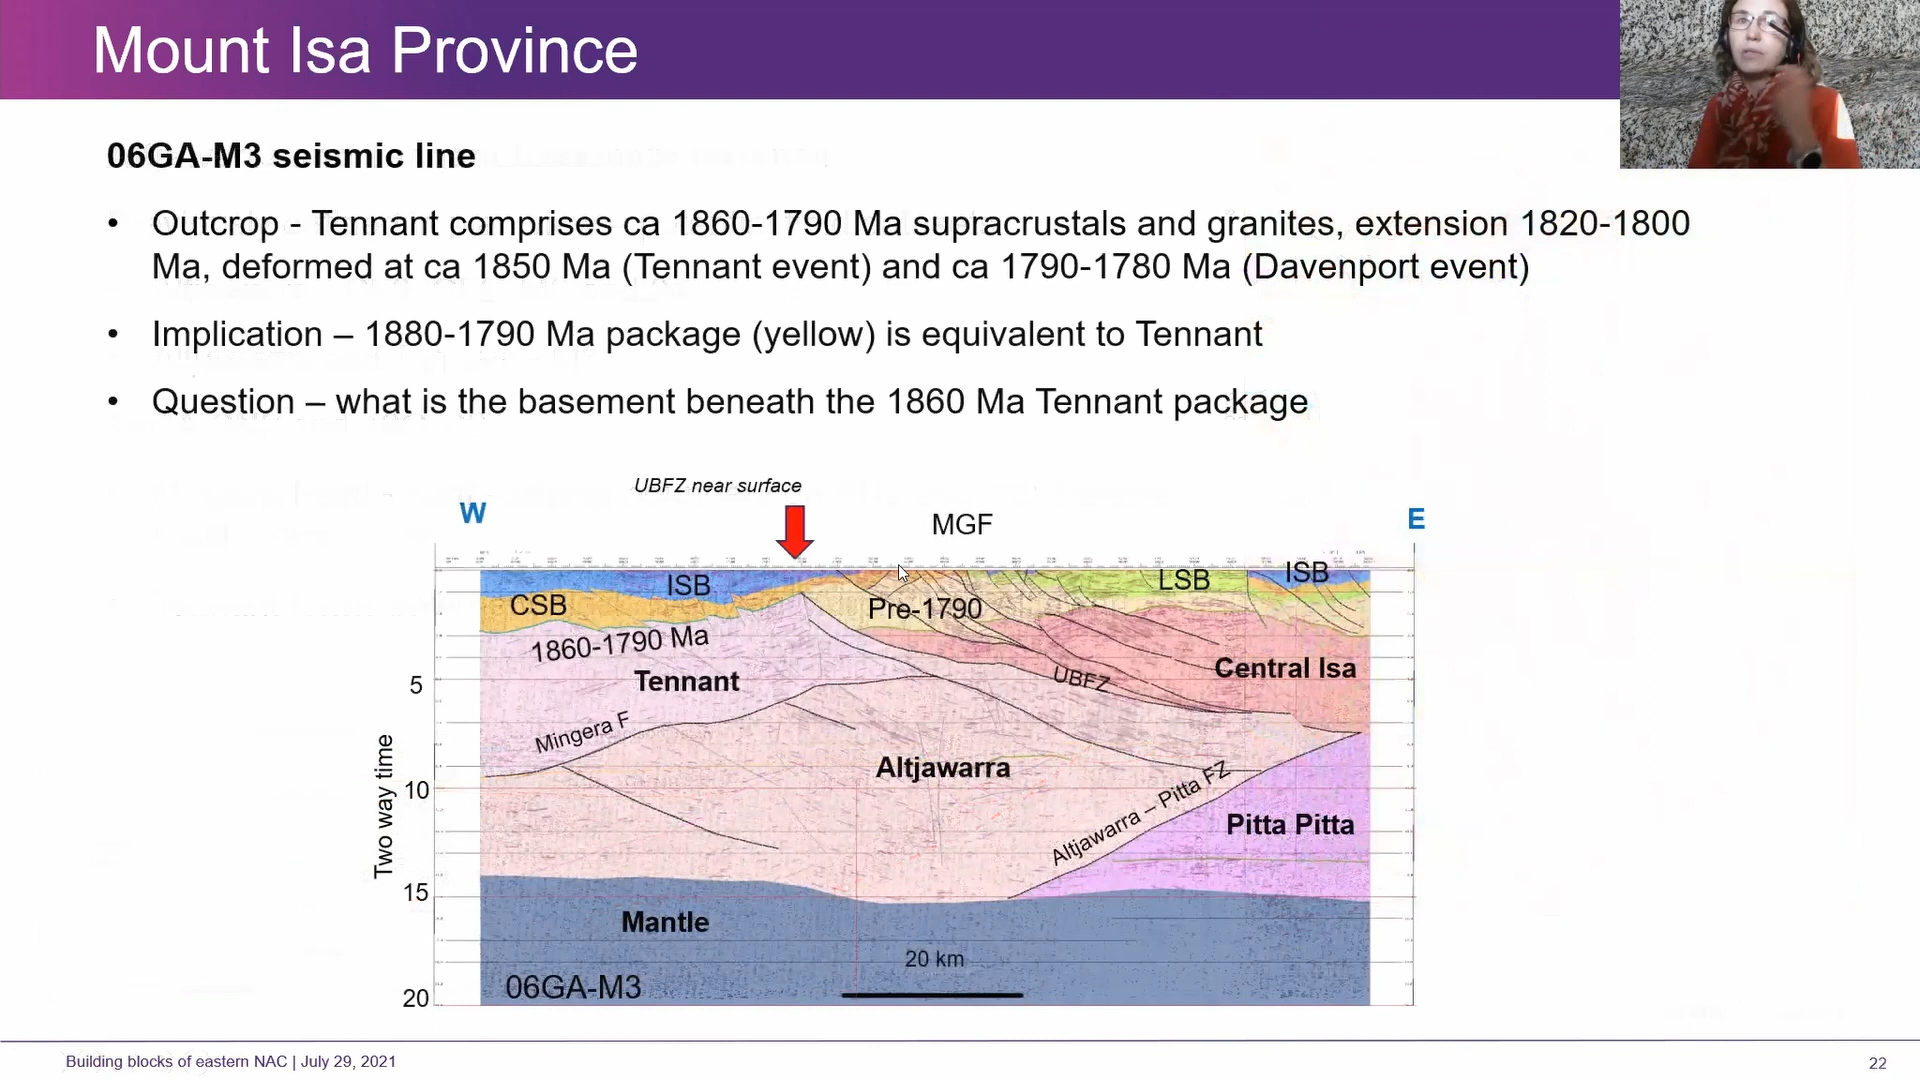 Mount Isa Province
06GA-M3 seismic line
• Outcrop - Tennant comprises ca 1860-1790 Ma supracrustals and granites, extension 1820-1800
Ma, deformed at ca 1850 Ma (Tennant event) and ca 1790-1780 Ma (Davenport event)
• Implication – 1880-1790 Ma package (yellow) is equivalent to Tennant
• Question – what is the basement beneath the 1860 Ma Tennant package
UBFZ near surface
W
MGF
E
ISB
LSB
ISB
CSB
Pre-1790
1860-1790 Ma
Tennant
Central Isa
UBFZ
5
Mingera F
Altjawarra
Two way time
10
Altjawarra – Pitta FZ
Pitta Pitta
15
Mantle
20 km
06GA-M3
20
Building blocks of eastern NAC | July 29, 2021
22